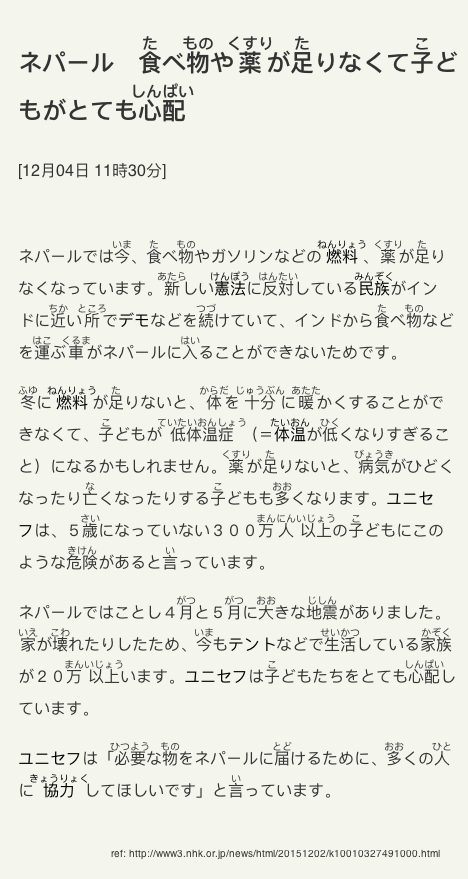 ネパール　食べ物や薬が足りなくて子ど
もがとても心配
[12月04日 11時30分]
ネパールでは今、食べ物やガソリンなどの燃料、薬が足り
なくなっています。新しい憲法に反対している民族がイン
ドに近い所でデモなどを続けていて、インドから食べ物など
を運ぶ車がネパールに入ることができないためです。
冬に燃料が足りないと、体を十分に暖かくすることがで
きなくて、子どもが低体温症（＝体温が低くなりすぎるこ
と）になるかもしれません。薬が足りないと、病気がひどく
なったり亡くなったりする子どもも多くなります。ユニセ
フは、５歳になっていない３００万人以上の子どもにこの
ような危険があると言っています。
ネパールではことし４月と５月に大きな地震がありました。
家が壊れたりしたため、今もテントなどで生活している家族
が２０万以上います。ユニセフは子どもたちをとても心配し
ています。
ユニセフは「必要な物をネパールに届けるために、多くの人
に協力してほしいです」と言っています。
ref: http://www3.nhk.or.jp/news/html/20151202/k10010327491000.html